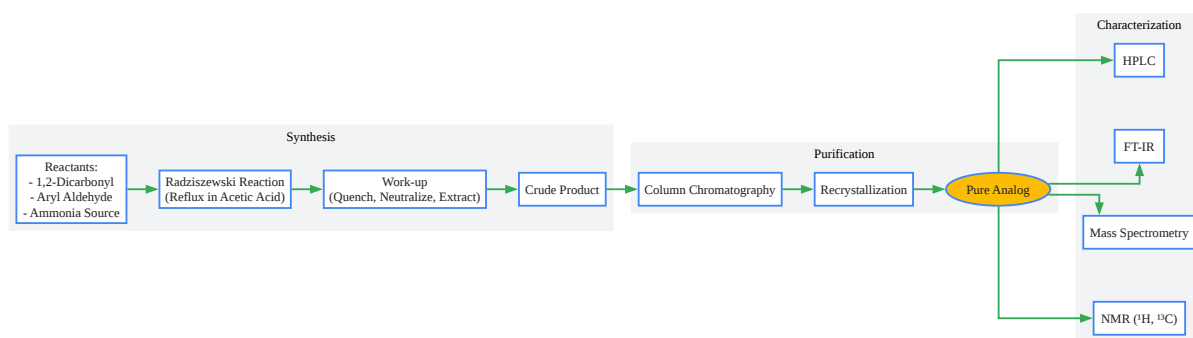 Synthesis
Reactants:
- 1,2-Dicarbonyl
- Aryl Aldehyde
- Ammonia Source
Radziszewski Reaction
(Reflux in Acetic Acid)
Work-up
(Quench, Neutralize, Extract)
Crude Product
Purification
Column Chromatography
Recrystallization
Pure Analog
Characterization
HPLC
FT-IR
Mass Spectrometry
NMR (¹H, ¹³C)